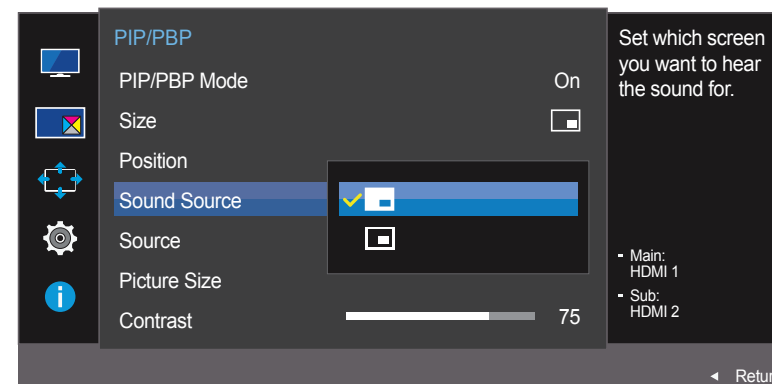 PIP/PBP
PIP/PBP Mode On
Size
Position
Sound Source
Source
Picture Size
Contrast 75
Set which screen
you want to hear
the sound for.
- Main:
HDMI 1
- Sub:
HDMI 2
Retur